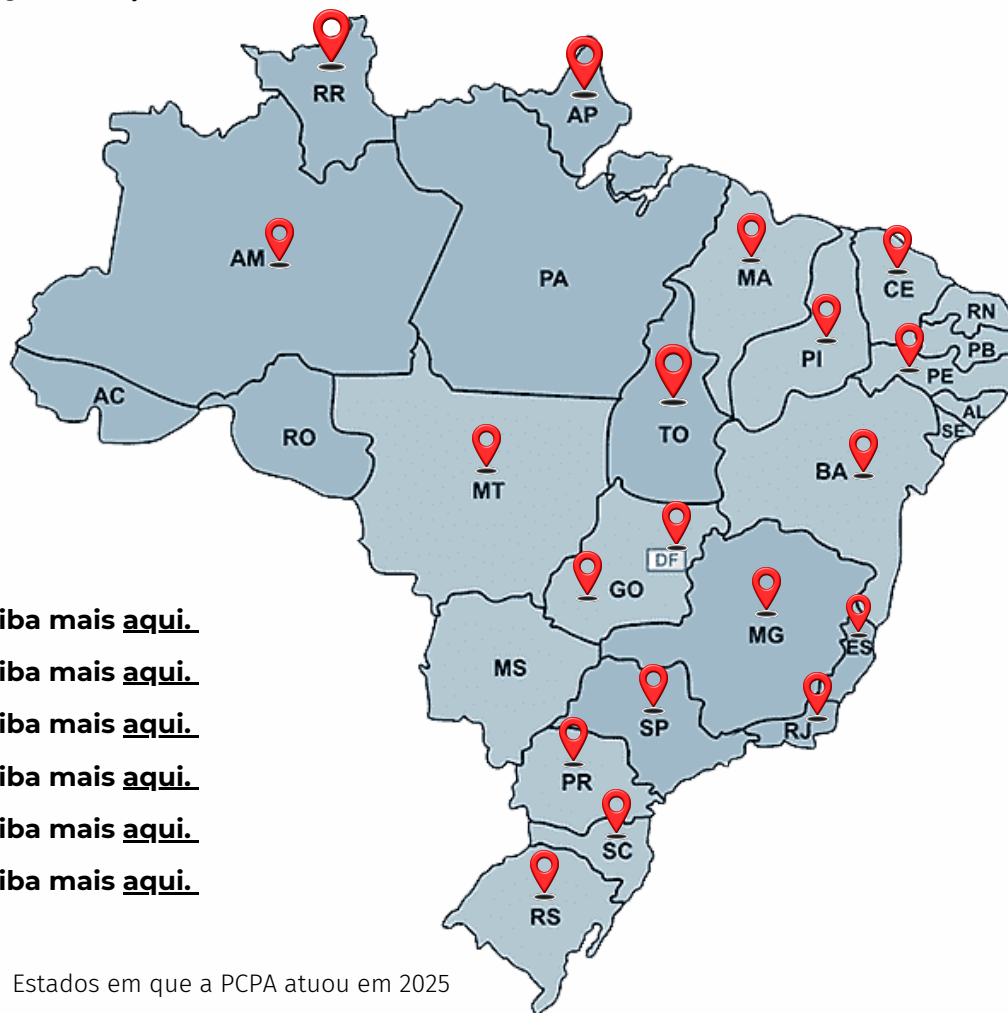 RR
AP
AM
PA
MA
CE
RN
PB
PI
PE
AC
AL
RO
TO
SE
BA
MT
DF
GO
iba mais aqui.
MG
ES
iba mais aqui.
MS
iba mais aqui.
SP
RJ
iba mais aqui.
PR
iba mais aqui.
SC
iba mais aqui.
RS
Estados em que a PCPA atuou em 2025